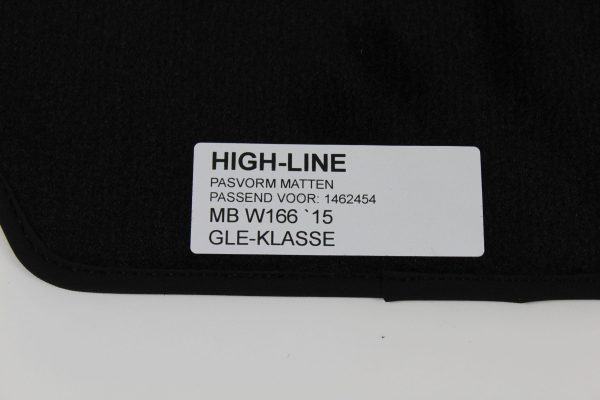 HIGH-LINE
PASVORM MATTEN
PASSEND VOOR: 1462454
MB W166 `15
GLE-KLASSE